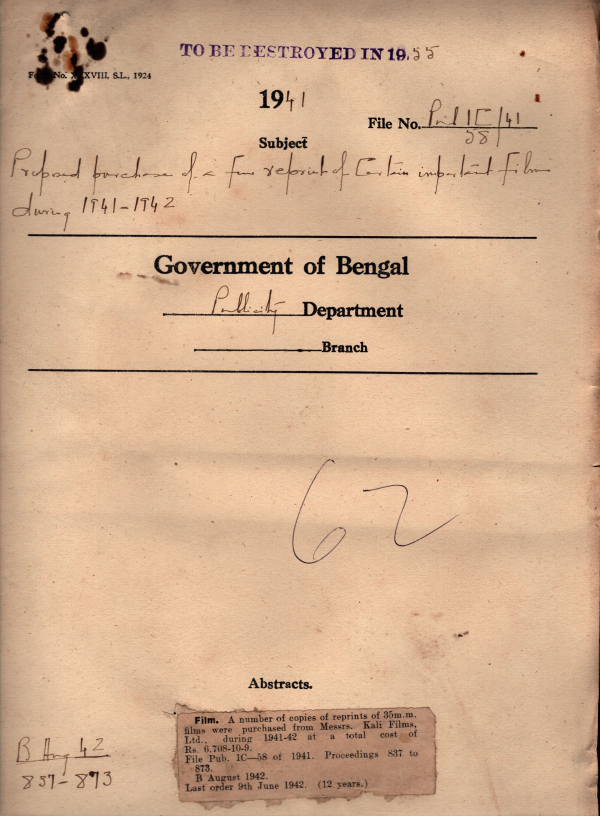 TO BE DESTROYED IN 1955
No. XXXVIII, S.L., 1924
1941
File No. 1C/41
58
Subject
Proposed purchase of a few reprint of Certain important films
during 1941-1942
Government of Bengal
Publicity Department
Branch
62
Abstracts.
Film. A number of copies of reprints of 35m.m.
films were purchased from Messrs. Kali Films,
Ltd., during 1941-42 at a total cost of
Rs. 6.708-10-9.
File Pub. 1C—58 of 1941. Proceedings 837 to
873.
B August 1942.
Last order 9th June 1942. (12 years.)
B Aug 42
837-873